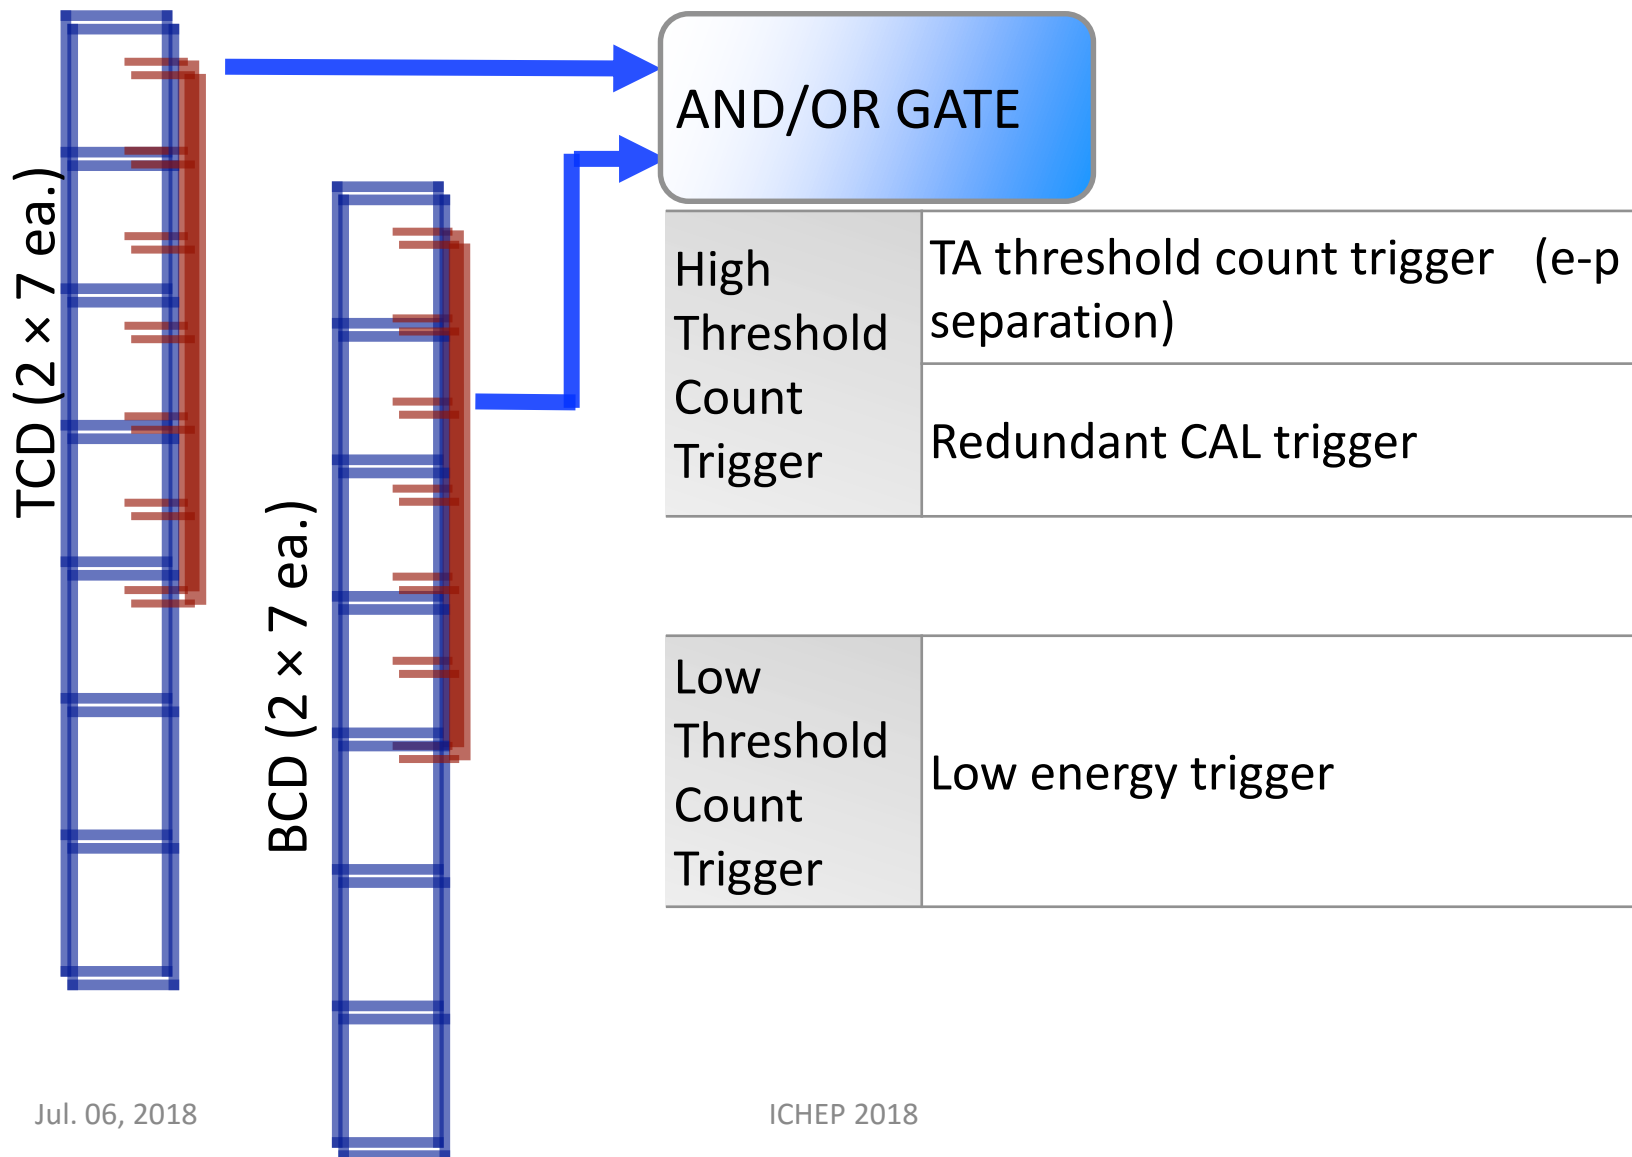 TCD (2 × 7 ea.)
BCD (2 × 7 ea.)
AND/OR GATE
High
Threshold
Count
Trigger
TA threshold count trigger (e-p
separation)
Redundant CAL trigger
Low
Threshold
Count
Trigger
Low energy trigger
Jul. 06, 2018
ICHEP 2018